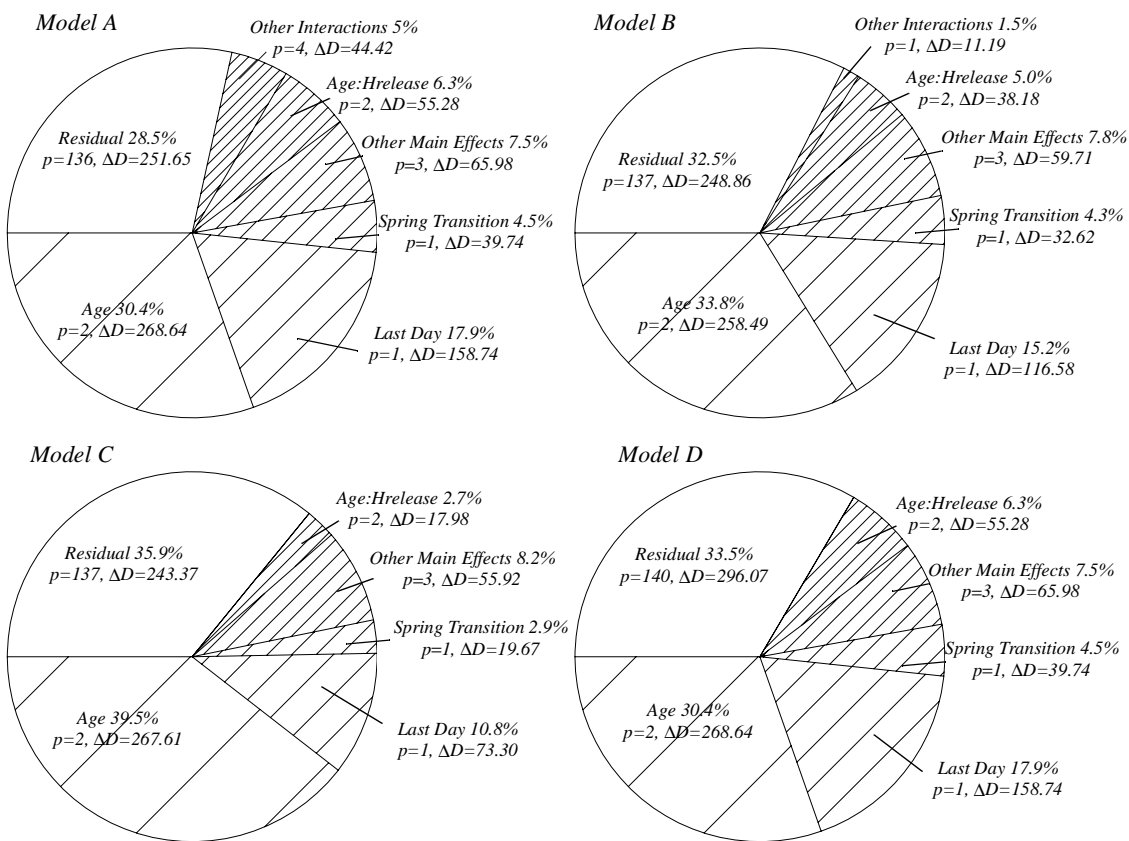 Model A
Other Interactions 5%
p=4, ΔD=44.42
Age:Hrelease 6.3%
p=2, ΔD=55.28
Other Main Effects 7.5%
p=3, ΔD=65.98
Spring Transition 4.5%
p=1, ΔD=39.74
Last Day 17.9%
p=1, ΔD=158.74
Age 30.4%
p=2, ΔD=268.64
Residual 28.5%
p=136, ΔD=251.65
Model B
Other Interactions 1.5%
p=1, ΔD=11.19
Age:Hrelease 5.0%
p=2, ΔD=38.18
Other Main Effects 7.8%
p=3, ΔD=59.71
Spring Transition 4.3%
p=1, ΔD=32.62
Last Day 15.2%
p=1, ΔD=116.58
Age 33.8%
p=2, ΔD=258.49
Residual 32.5%
p=137, ΔD=248.86
Model C
Age:Hrelease 2.7%
p=2, ΔD=17.98
Other Main Effects 8.2%
p=3, ΔD=55.92
Spring Transition 2.9%
p=1, ΔD=19.67
Last Day 10.8%
p=1, ΔD=73.30
Age 39.5%
p=2, ΔD=267.61
Residual 35.9%
p=137, ΔD=243.37
Model D
Age:Hrelease 6.3%
p=2, ΔD=55.28
Other Main Effects 7.5%
p=3, ΔD=65.98
Spring Transition 4.5%
p=1, ΔD=39.74
Last Day 17.9%
p=1, ΔD=158.74
Age 30.4%
p=2, ΔD=268.64
Residual 33.5%
p=140, ΔD=296.07